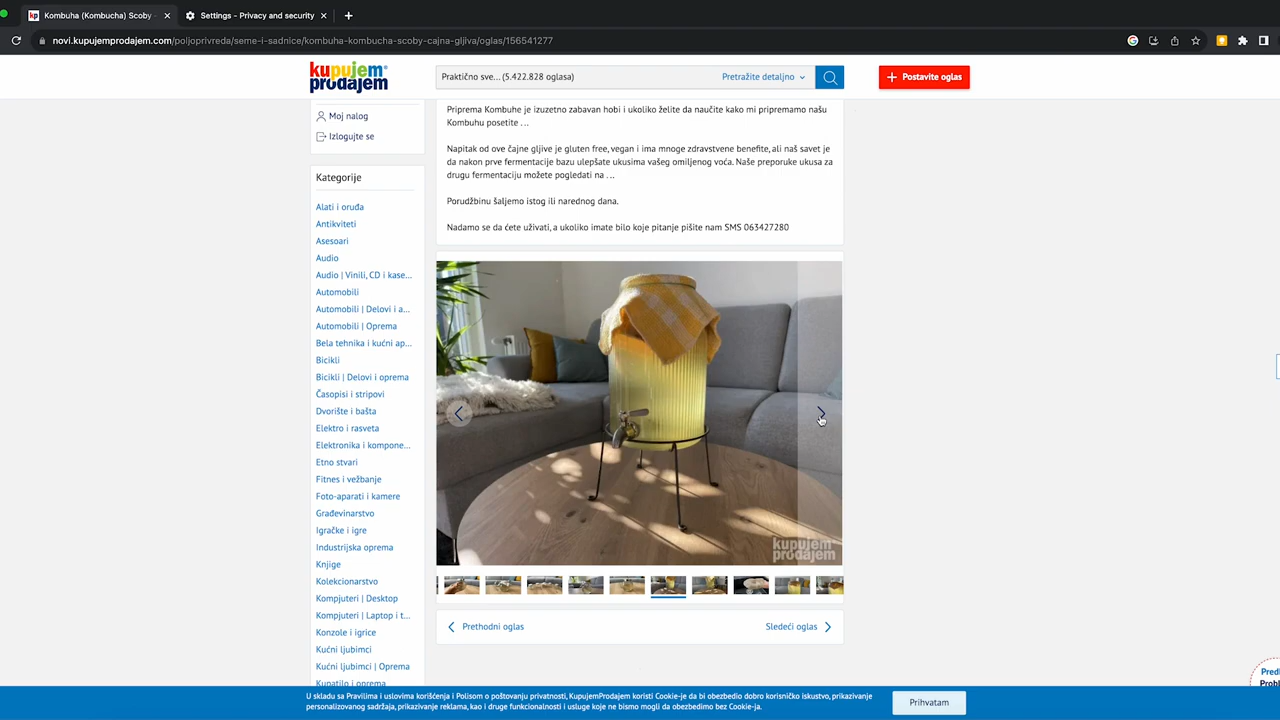 Kombuha (Kombucha) Scoby -
Settings - Privacy and security
novi.kupujemprodajem.com/poljoprivreda/seme-i-sadnice/kombuha-kombucha-scoby-cajna-gljiva/oglas/156541277
kupujem
prodajem
Praktično sve... (5.422.828 oglasa)
Pretražite detaljno
Postavite oglas
Moj nalog
Izlogujte se
Kategorije
Alati i oruđa
Antikviteti
Asesoari
Audio
Audio | Vinili, CD i kase...
Automobili
Automobili | Delovi i a...
Automobili | Oprema
Bela tehnika i kućni ap...
Bicikli
Bicikli | Delovi i oprema
Časopisi i stripovi
Dvorište i bašta
Elektro i rasveta
Elektronika i kompone...
Etno stvari
Fitnes i vežbanje
Foto-aparati i kamere
Građevinarstvo
Igračke i igre
Industrijska oprema
Knjige
Kolekcionarstvo
Kompjuteri | Desktop
Kompjuteri | Laptop i t...
Konzole i igrice
Kućni ljubimci
Kućni ljubimci | Oprema
Kupatilo i oprema
Priprema Kombuhe je izuzetno zabavan hobi i ukoliko želite da naučite kako mi pripremamo našu
Kombuhu posetite ...
Napitak od ove čajne gljive je gluten free, vegan i ima mnoge zdravstvene benefite, ali naš savet je
da nakon prve fermentacije bazu ulepšate ukusima vašeg omiljenog voća. Naše preporuke ukusa za
drugu fermentaciju možete pogledati na ...
Porudžbinu šaljemo istog ili narednog dana.
Nadamo se da ćete uživati, a ukoliko imate bilo koje pitanje pišite nam SMS 063427280
kupujem
prodajem
Prethodni oglas
Sledeći oglas
U skladu sa Pravilima i uslovima korišćenja i Polisom o poštovanju privatnosti, KupujemProdajem koristi Cookie-je da bi obezbedio dobro korisničko iskustvo, prikazivanje
personalizovanog sadržaja, prikazivanje reklama, kao i druge funkcionalnosti i usluge koje ne bismo mogli da obezbedimo bez Cookie-ja.
Prihvatam